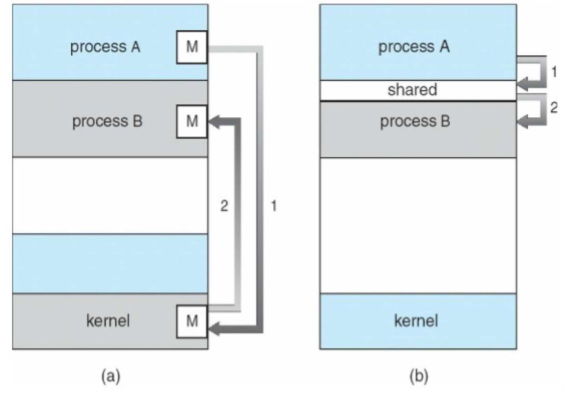 process A
M
process B
M
2
1
kernel
M
(a)
process A
1
shared
2
process B
kernel
(b)